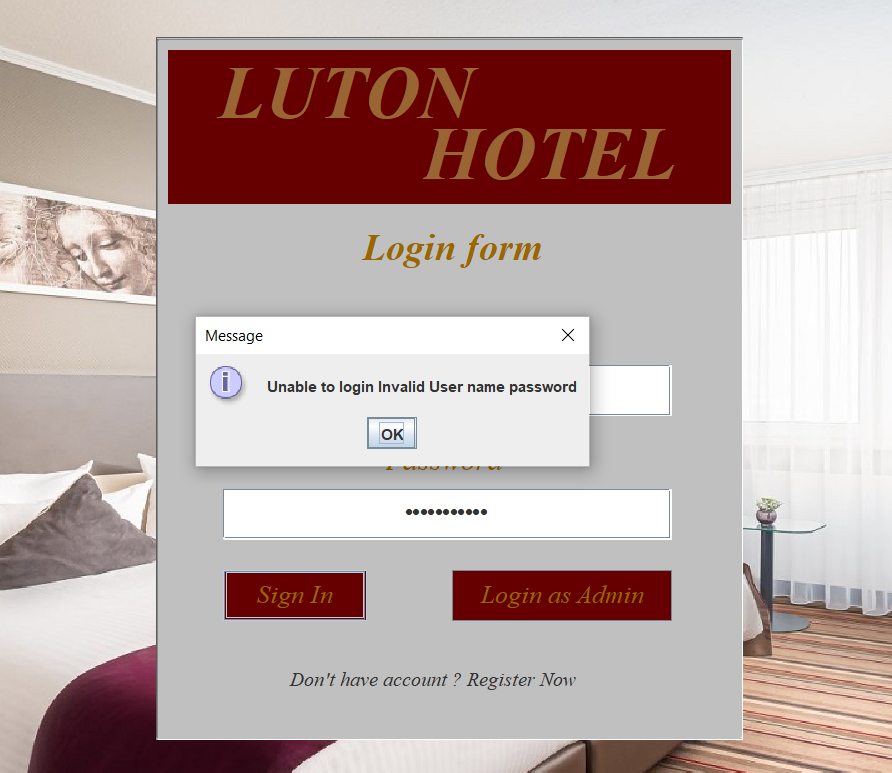 LUTON
HOTEL
Login form
Message
Unable to login Invalid User name password
OK
Password
•••••••••••
Sign In
Login as Admin
Don't have account ? Register Now